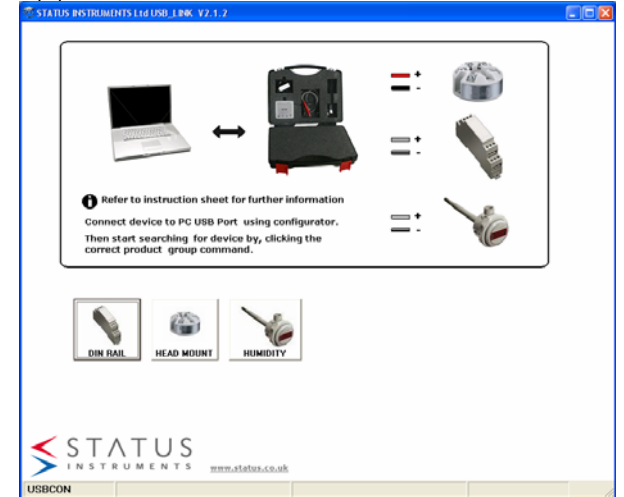 STATUS INSTRUMENTS Ltd USB_LINK V2.1.2
+
-
+
-
Refer to instruction sheet for further information
+
-
Connect device to PC USB Port using configurator.
Then start searching for device by, clicking the
correct product group command.
DIN RAIL
HEAD MOUNT
HUMIDITY
STATUS
INSTRUMENTS
www.status.co.uk
USBCON